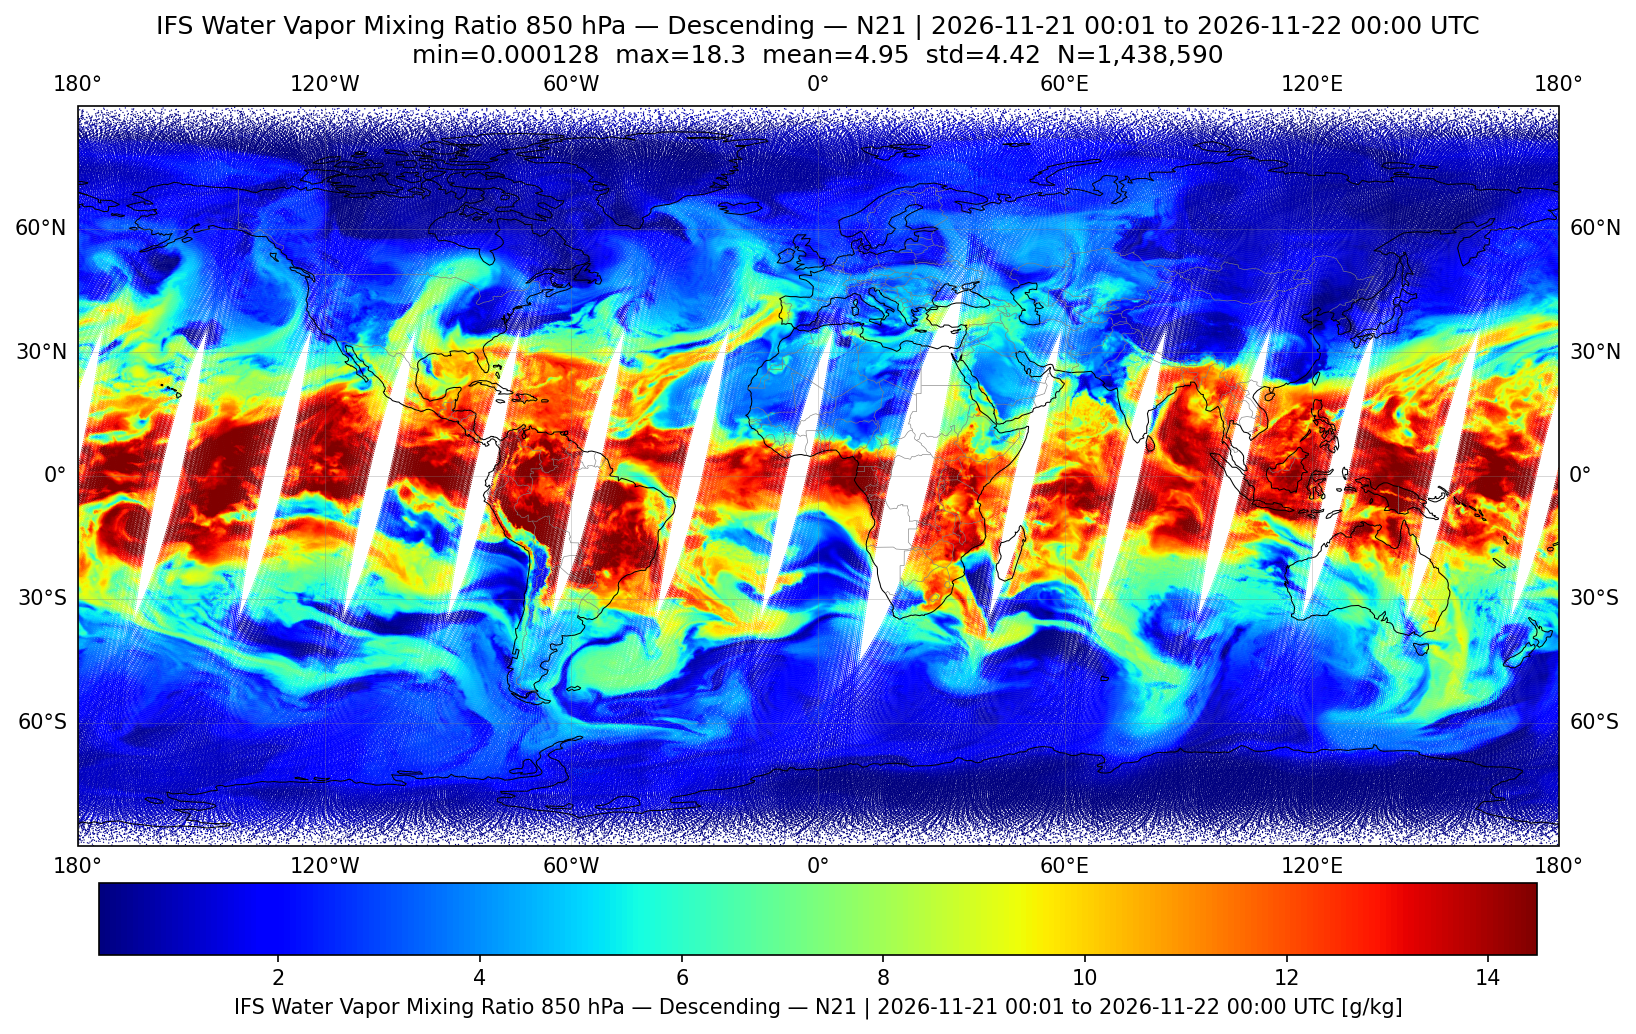 IFS Water Vapor Mixing Ratio 850 hPa — Descending — N21 | 2026-11-21 00:01 to 2026-11-22 00:00 UTC
min=0.000128 max=18.3 mean=4.95 std=4.42 N=1,438,590
180° 120°W 60°W 0° 60°E 120°E 180°
60°N 60°N
30°N 30°N
0° 0°
30°S 30°S
60°S 60°S
180° 120°W 60°W 0° 60°E 120°E 180°
2 4 6 8 10 12 14
IFS Water Vapor Mixing Ratio 850 hPa — Descending — N21 | 2026-11-21 00:01 to 2026-11-22 00:00 UTC [g/kg]